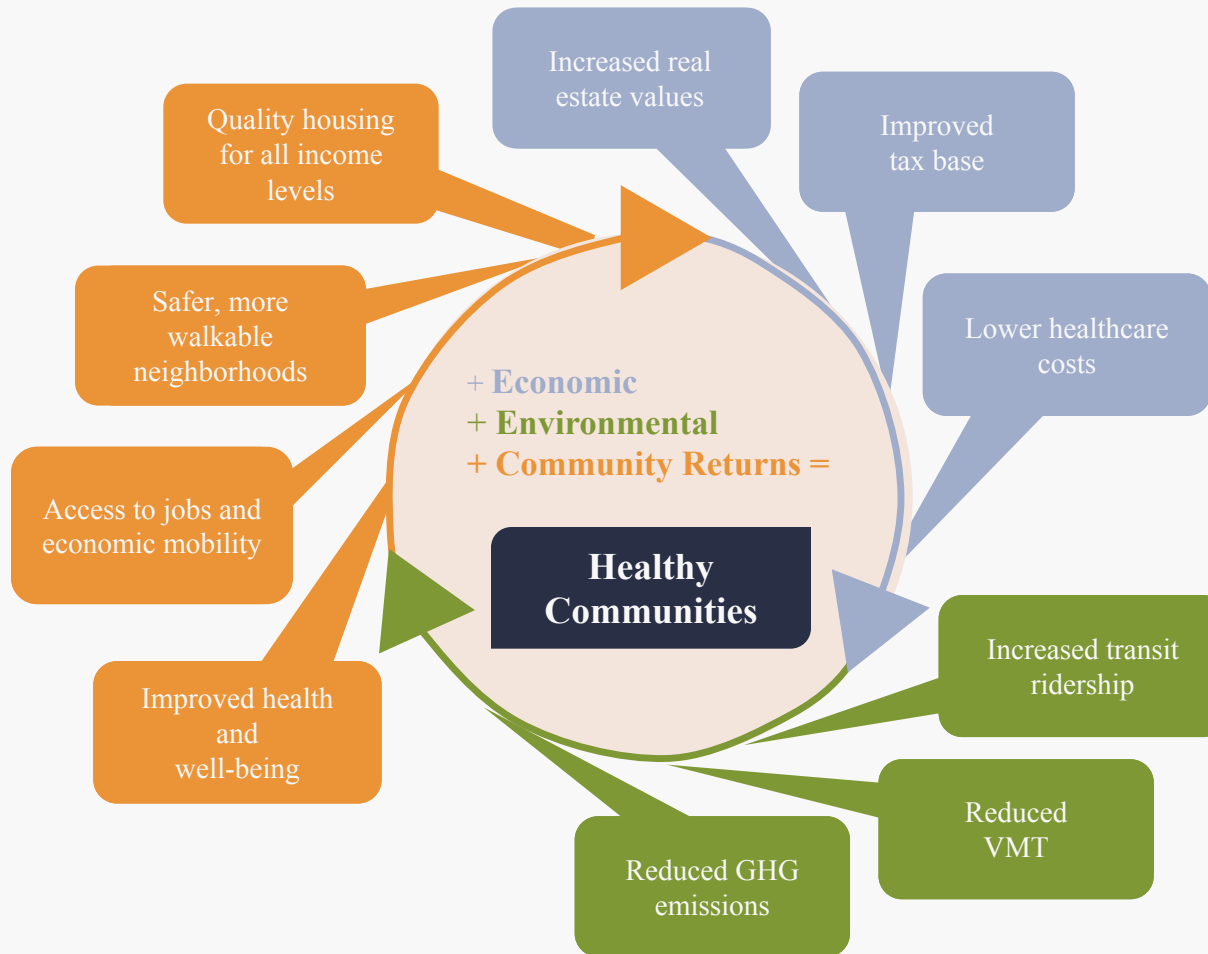 Increased real
estate values
Improved
tax base
Lower healthcare
costs
Increased transit
ridership
Reduced
VMT
Reduced GHG
emissions
Improved health
and
well-being
Access to jobs and
economic mobility
Safer, more
walkable
neighborhoods
Quality housing
for all income
levels
+ Economic
+ Environmental
+ Community Returns =
Healthy
Communities